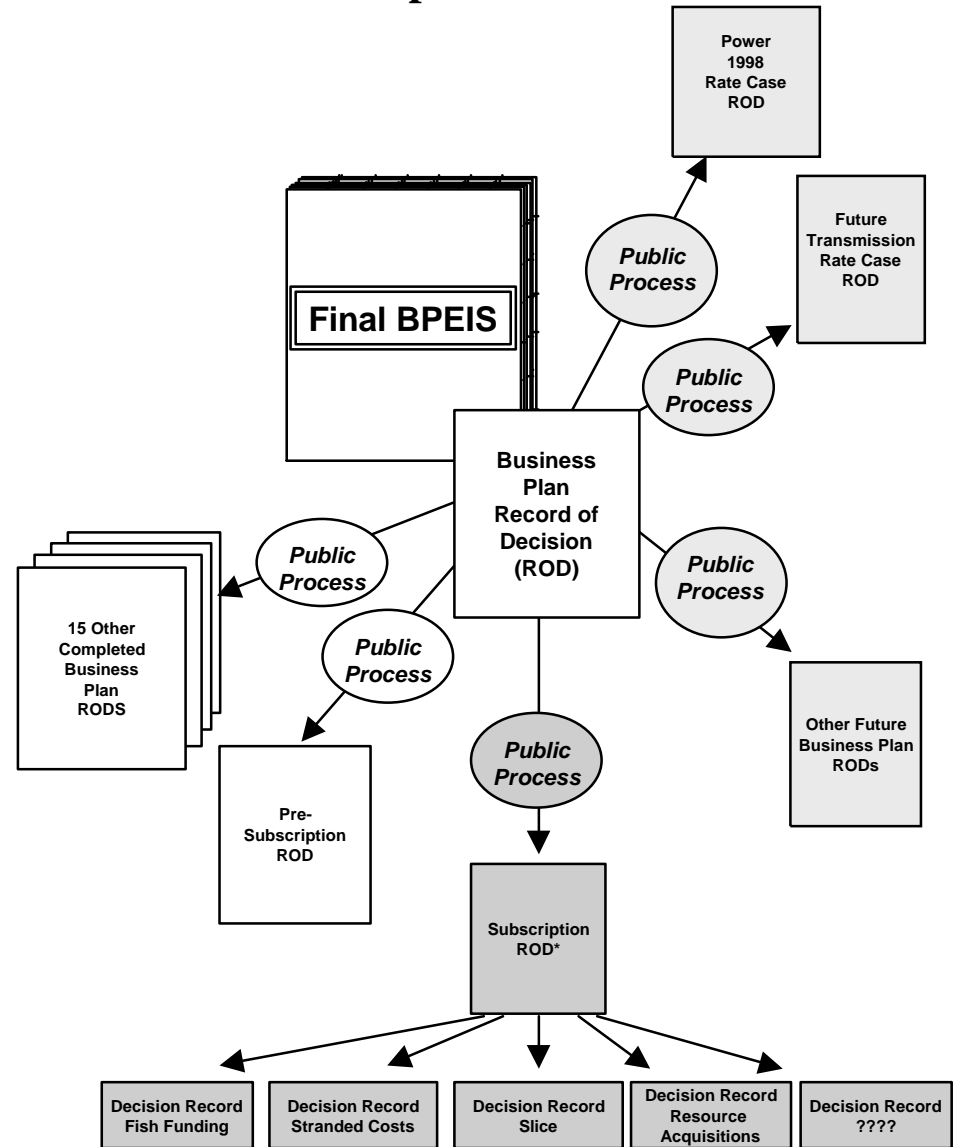 Power
1998
Rate Case
ROD
Public
Process
Future
Transmission
Rate Case
ROD
Final BPEIS
Public
Process
Business
Plan
Record of
Decision
(ROD)
Public
Process
Public
Process
15 Other
Completed
Business
Plan
RODS
Public
Process
Other Future
Business Plan
RODs
Public
Process
Pre-
Subscription
ROD
Subscription
ROD*
Decision Record
Fish Funding
Decision Record
Stranded Costs
Decision Record
Slice
Decision Record
Resource
Acquisitions
Decision Record
????